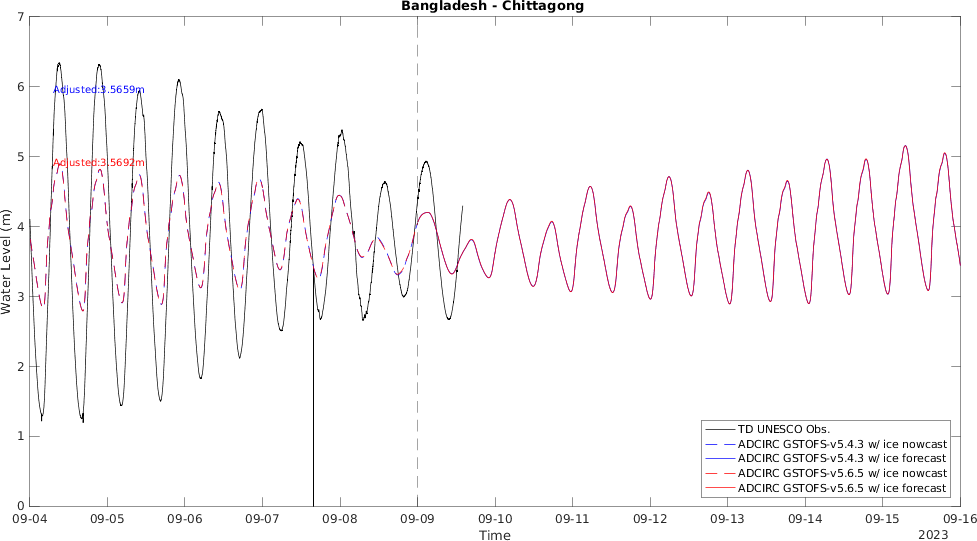 Bangladesh - Chittagong
7
6
5
4
3
2
1
0
Water Level (m)
Adjusted:3.5659m
Adjusted:3.5692m
TD UNESCO Obs.
ADCIRC GSTOFS-v5.4.3 w/ ice nowcast
ADCIRC GSTOFS-v5.4.3 w/ ice forecast
ADCIRC GSTOFS-v5.6.5 w/ ice nowcast
ADCIRC GSTOFS-v5.6.5 w/ ice forecast
09-04 09-05 09-06 09-07 09-08 09-09 09-10 09-11 09-12 09-13 09-14 09-15 09-16
Time
2023